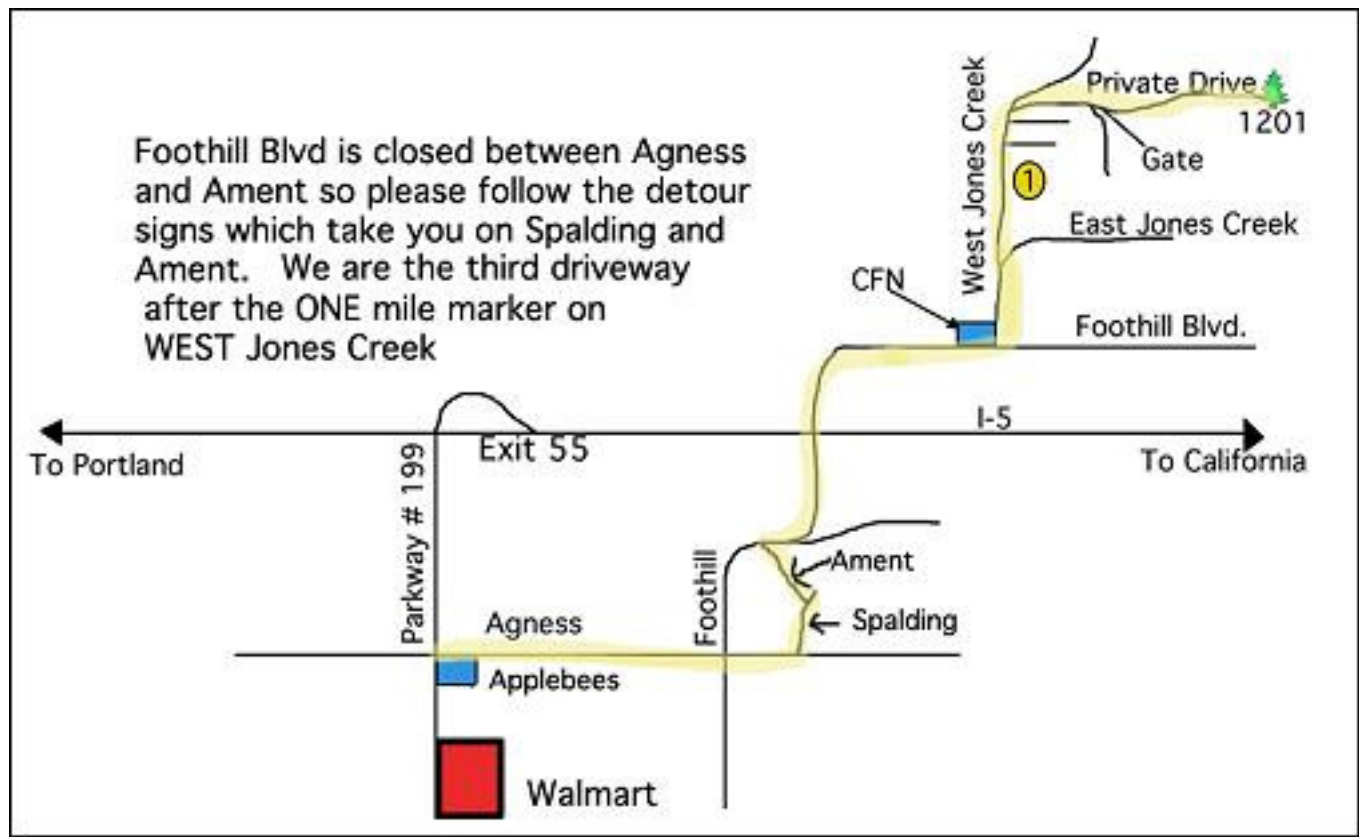 Foothill Blvd is closed between Agness
and Ament so please follow the detour
signs which take you on Spalding and
Ament. We are the third driveway
after the ONE mile marker on
WEST Jones Creek
West Jones Creek
Private Drive
1201
Gate
1
East Jones Creek
CFN
Foothill Blvd.
I-5
To Portland
Exit 55
To California
Parkway # 199
Foothill
Ament
Agness
Spalding
Applebees
Walmart